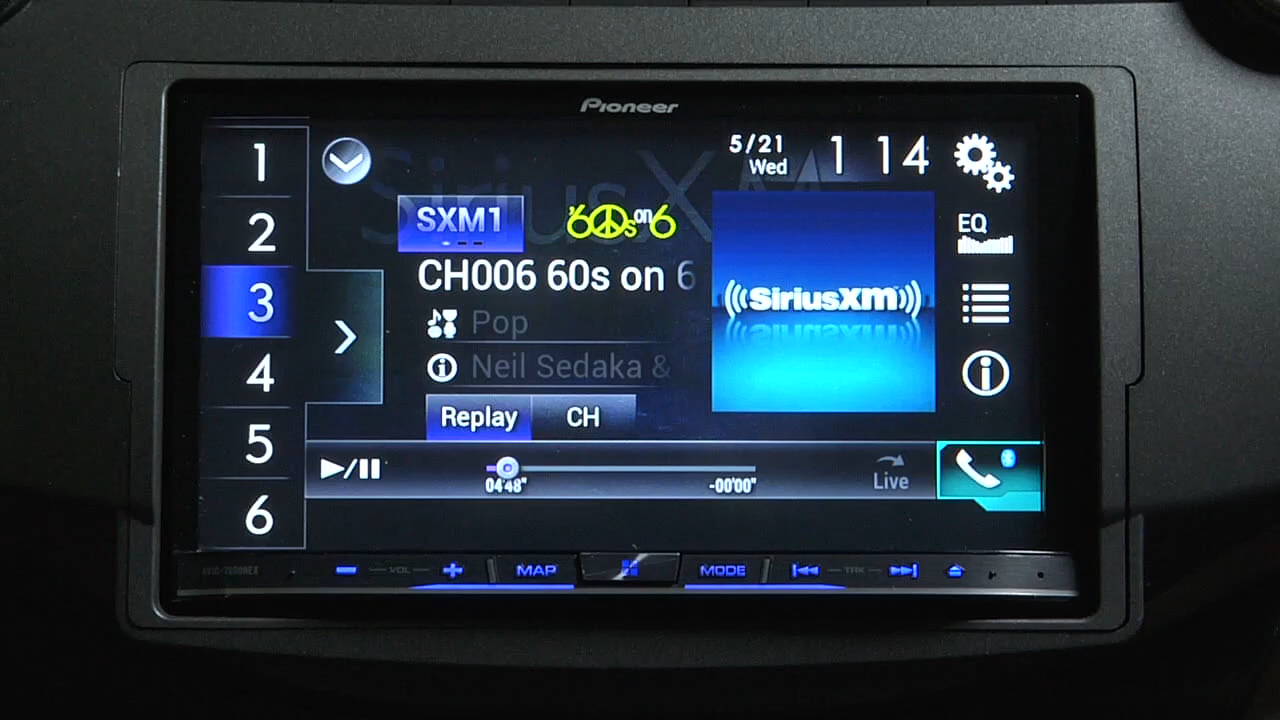 Pioneer
SiriusXM
1
2
3
4
5
6
5/21
Wed
1 14
SXM1
'60s on 6
CH006 60s on 6
Pop
Neil Sedaka &
Replay
CH
SiriusXM
EQ
04'48"
-00'00"
Live
VOL
MAP
MODE
TRK